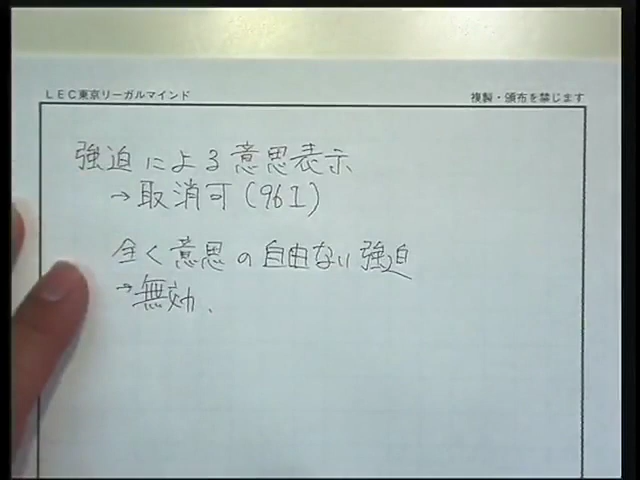 LEC東京リーガルマインド 複製・頒布を禁じます
強迫による意思表示
→取消可(96Ⅰ)
全く意思の自由ない強迫
→無効.